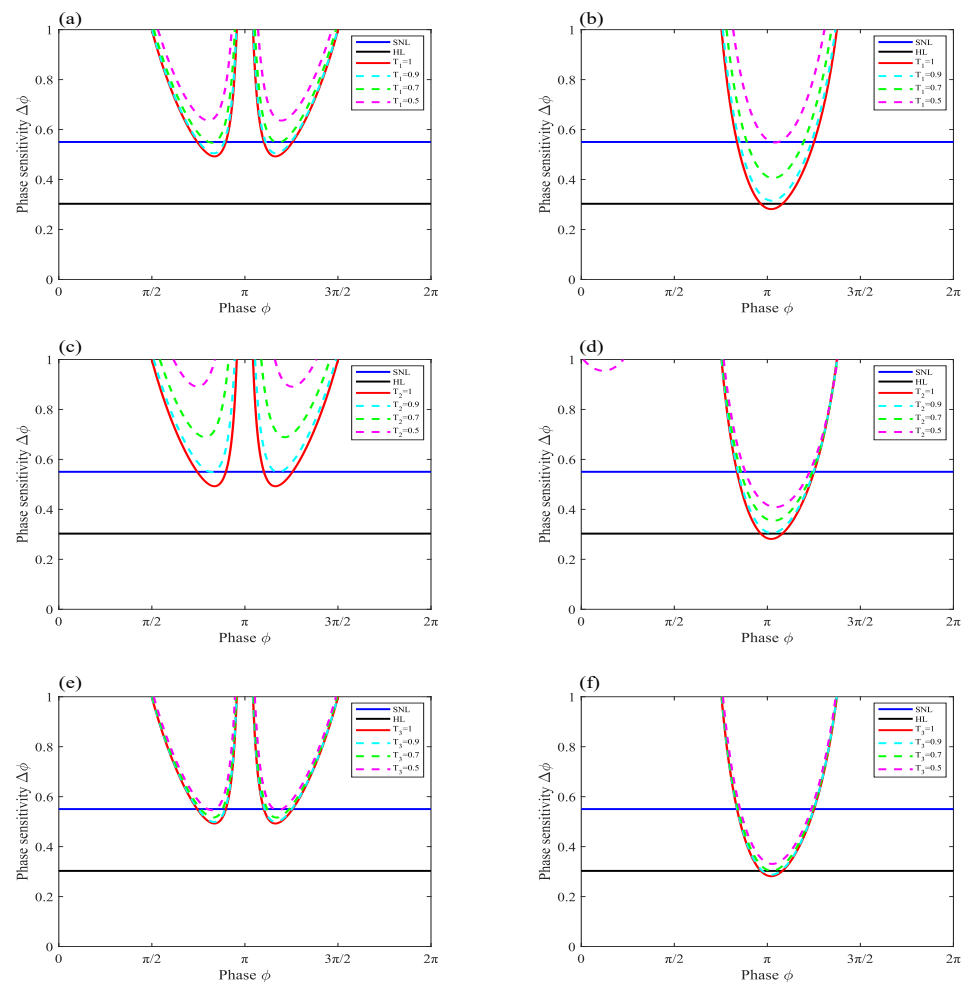 (a)
Phase sensitivity Δϕ
1
0.8
0.6
0.4
0.2
0
0
π/2
π
3π/2
2π
Phase ϕ
SNL
HL
T1=1
T1=0.9
T1=0.7
T1=0.5
(b)
Phase sensitivity Δϕ
1
0.8
0.6
0.4
0.2
0
0
π/2
π
3π/2
2π
Phase ϕ
SNL
HL
T1=1
T1=0.9
T1=0.7
T1=0.5
(c)
Phase sensitivity Δϕ
1
0.8
0.6
0.4
0.2
0
0
π/2
π
3π/2
2π
Phase ϕ
SNL
HL
T2=1
T2=0.9
T2=0.7
T2=0.5
(d)
Phase sensitivity Δϕ
1
0.8
0.6
0.4
0.2
0
0
π/2
π
3π/2
2π
Phase ϕ
SNL
HL
T2=1
T2=0.9
T2=0.7
T2=0.5
(e)
Phase sensitivity Δϕ
1
0.8
0.6
0.4
0.2
0
0
π/2
π
3π/2
2π
Phase ϕ
SNL
HL
T3=1
T3=0.9
T3=0.7
T3=0.5
(f)
Phase sensitivity Δϕ
1
0.8
0.6
0.4
0.2
0
0
π/2
π
3π/2
2π
Phase ϕ
SNL
HL
T3=1
T3=0.9
T3=0.7
T3=0.5